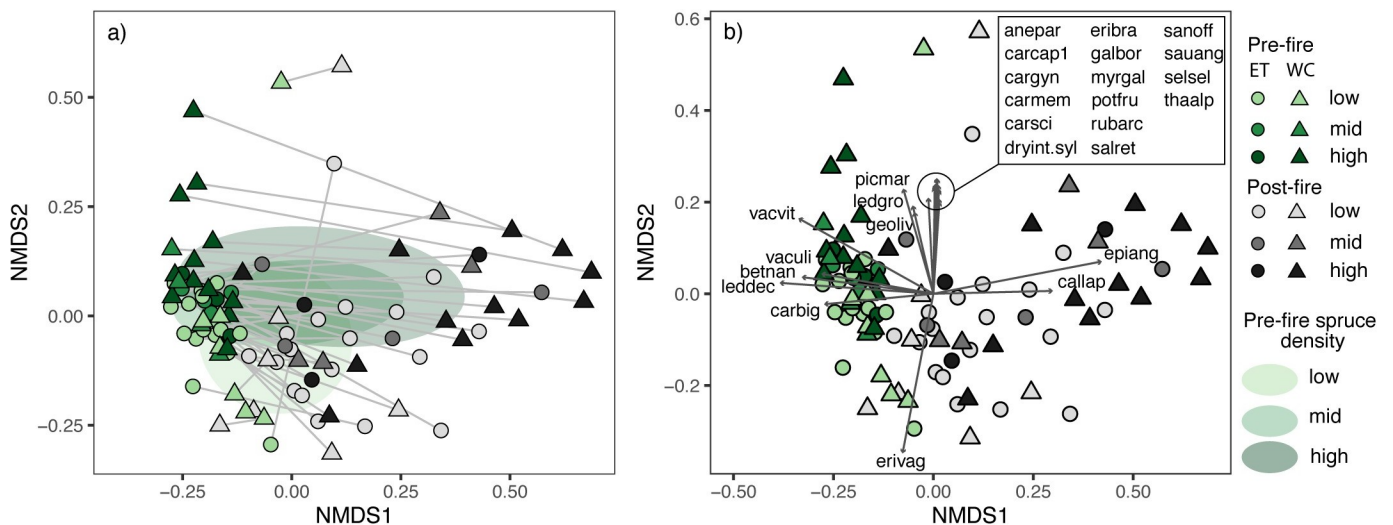 a)
0.50
0.25
0.00
−0.25
NMDS2
−0.25
0.00
0.25
0.50
NMDS1
b)
0.6
0.4
0.2
0.0
−0.2
NMDS2
−0.50
−0.25
0.00
0.25
0.50
NMDS1
anepar eribra sanoff
carcap1 galbor sauang
cargyn myrgal selsel
carmem potfru thaalp
carsci rubarc
dryint.syl salret
picmar
ledgro
vacvit
geoliv
vaculi
betnan
leddec
carbig
epiang
callap
erivag
Pre-fire
ET WC
low
mid
high
Post-fire
low
mid
high
Pre-fire spruce
density
low
mid
high